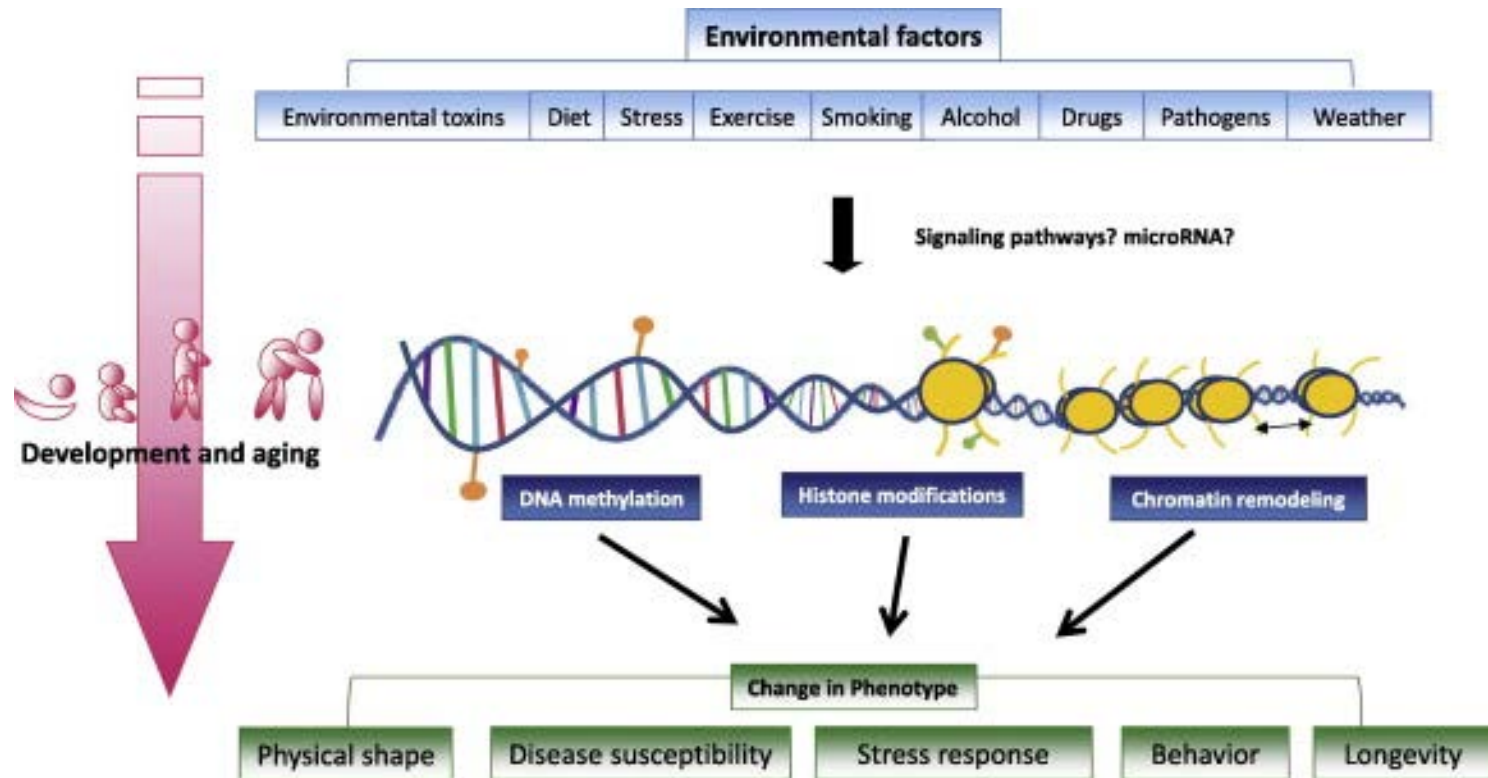 Environmental factors
Environmental toxins Diet Stress Exercise Smoking Alcohol Drugs Pathogens Weather
Signaling pathways? microRNA?
Development and aging
DNA methylation Histone modifications Chromatin remodeling
Change in Phenotype
Physical shape Disease susceptibility Stress response Behavior Longevity